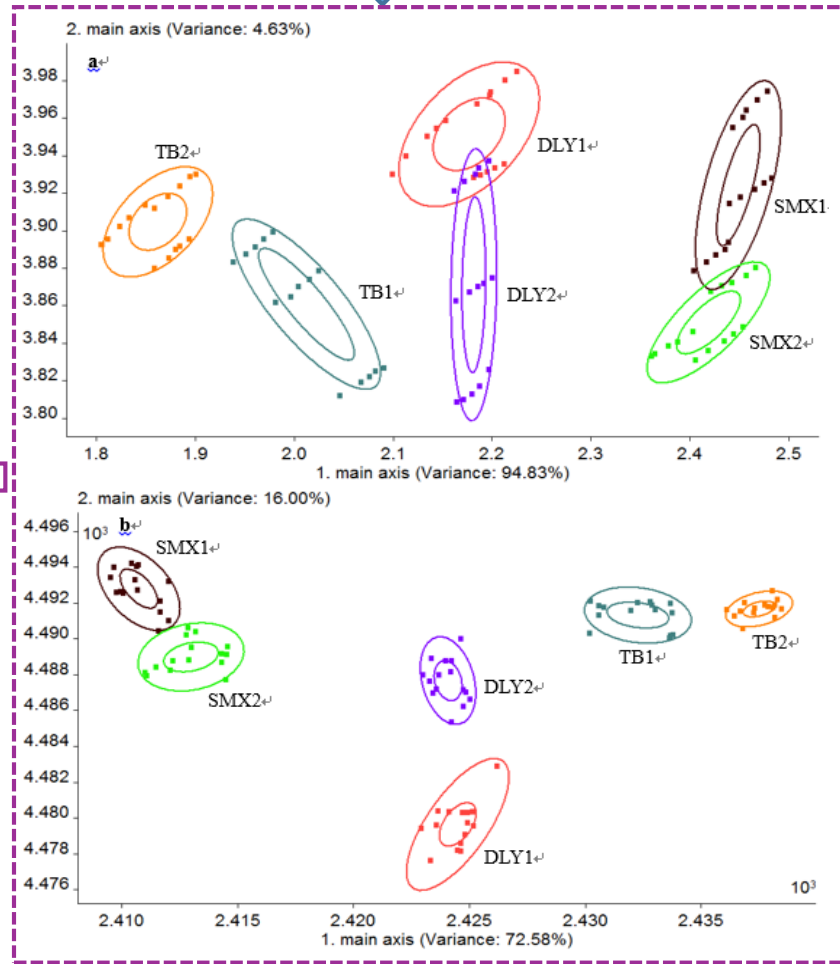 2. main axis (Variance: 4.63%)
a↵
3.98
3.96
3.94
3.92
3.90
3.88
3.86
3.84
3.82
3.80
TB2↵
TB1↵
DLY1↵
DLY2↵
SMX1
SMX2↵
1.8 1.9 2.0 2.1 2.2 2.3 2.4 2.5
1. main axis (Variance: 94.83%)
2. main axis (Variance: 16.00%)
4.496 10³ b↵
4.494
4.492
4.490
4.488
4.486
4.484
4.482
4.480
4.478
4.476
SMX1↵
SMX2↵
DLY2↵
DLY1↵
TB1↵
TB2↵
10³
2.410 2.415 2.420 2.425 2.430 2.435
1. main axis (Variance: 72.58%)